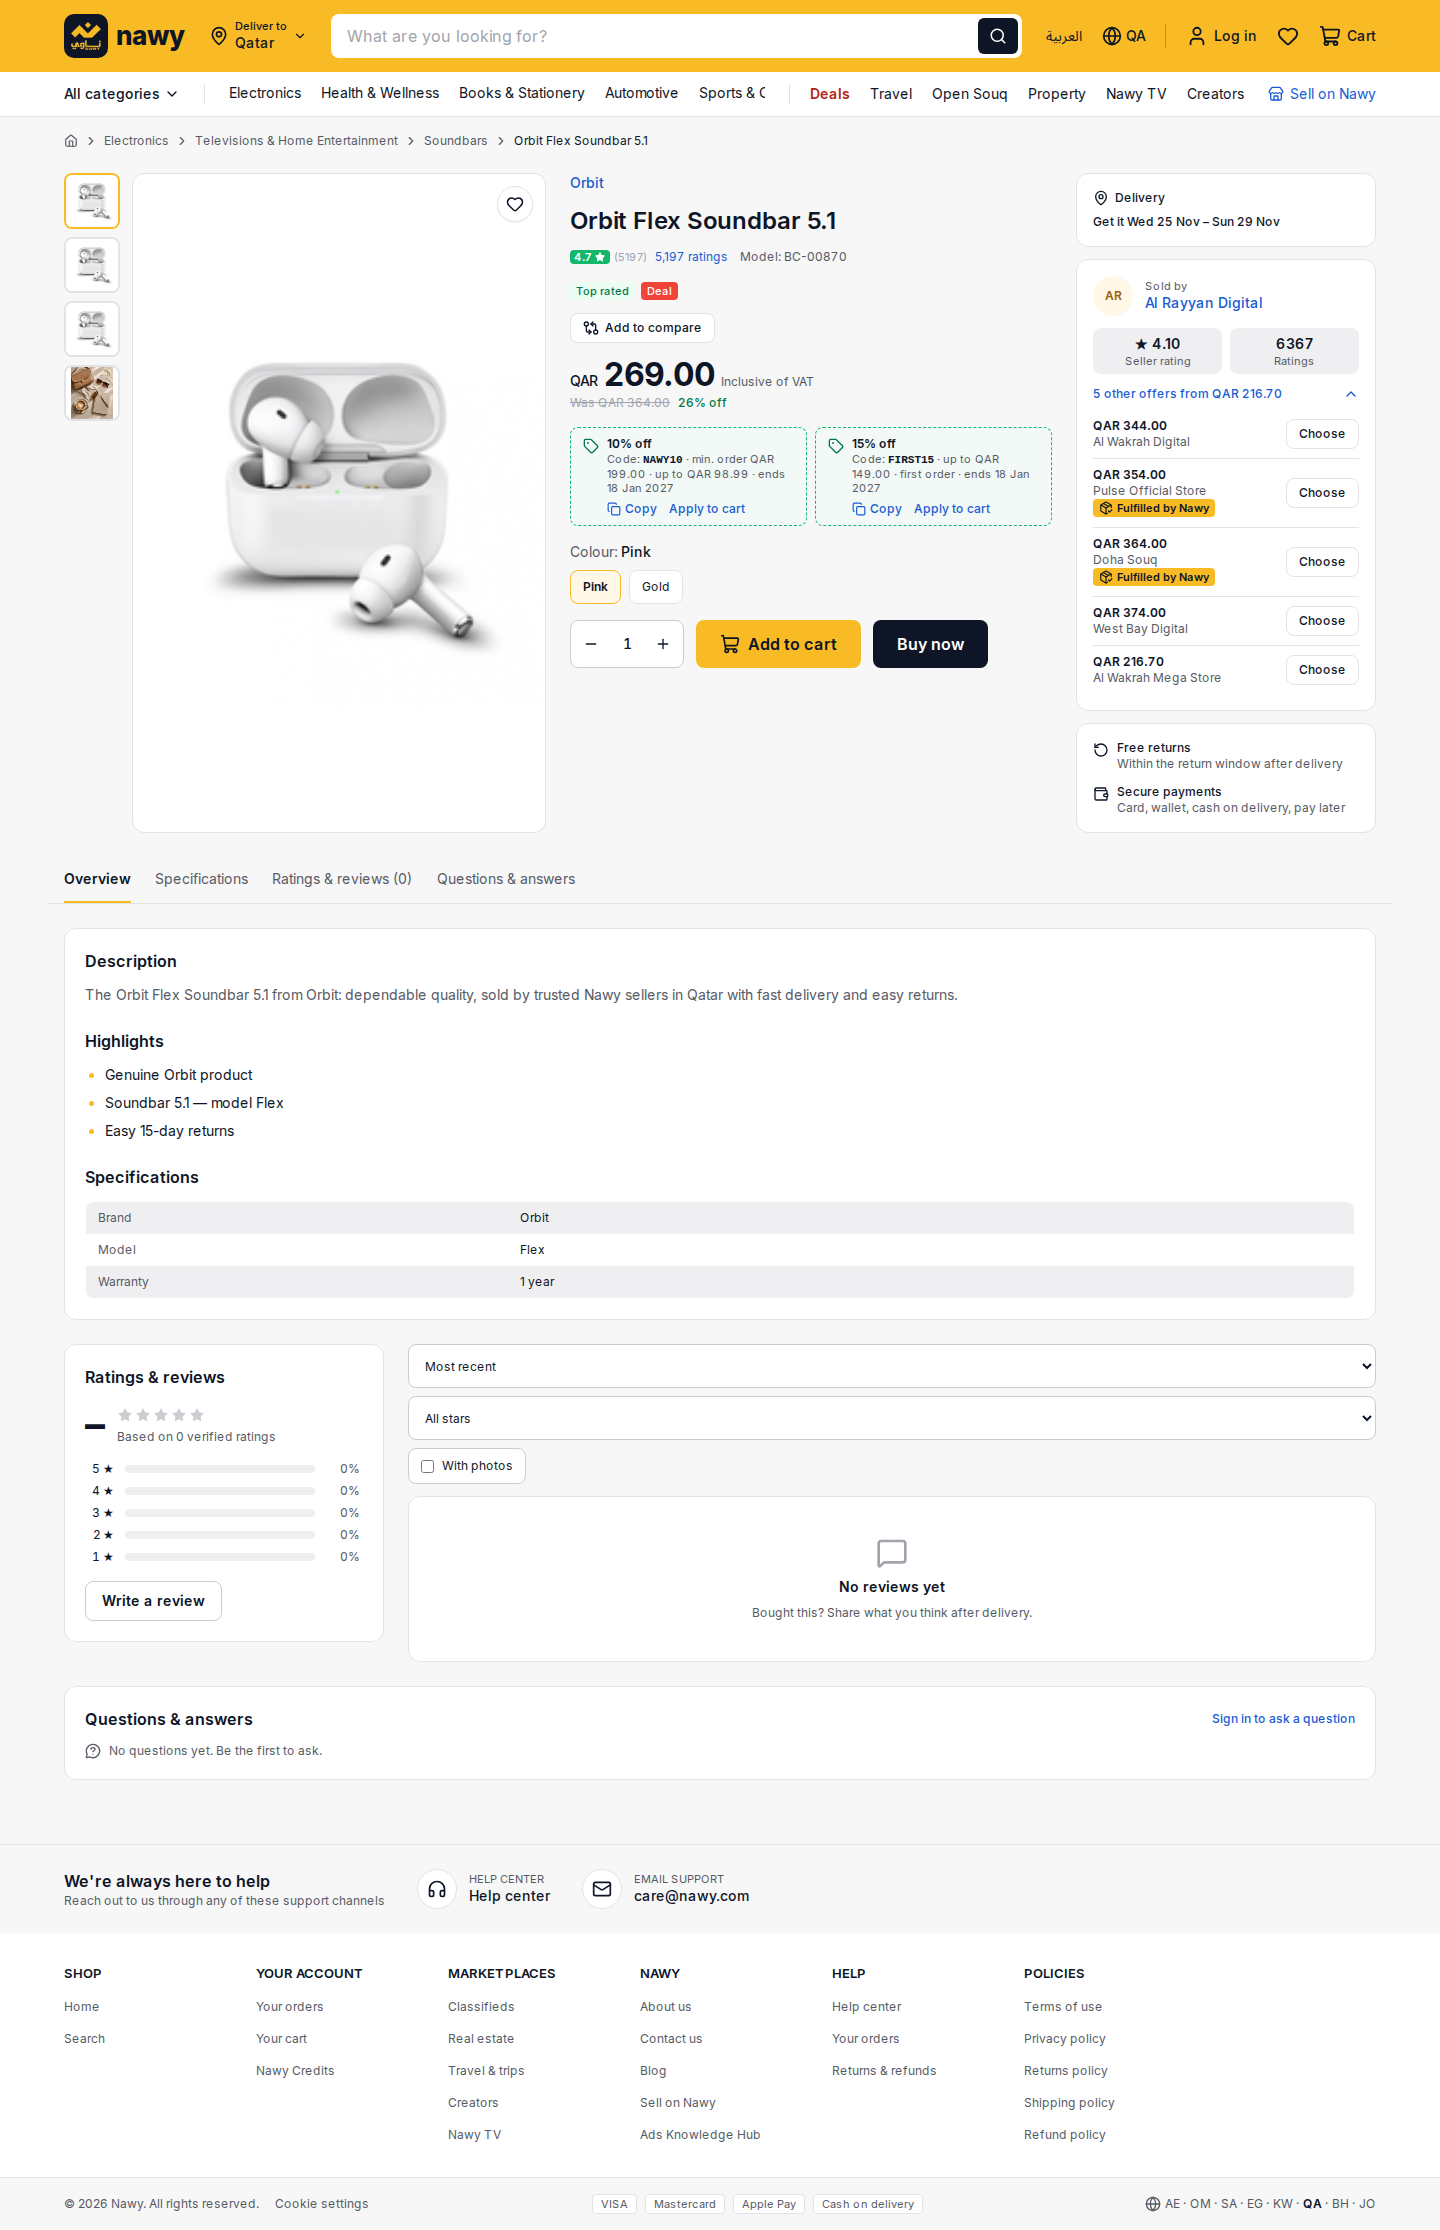 نـاوي
NAWY
nawy
Deliver to
Qatar
What are you looking for?
العربية
QA
Log in
Cart
All categories
Electronics
Health & Wellness
Books & Stationery
Automotive
Sports &
Deals
Travel
Open Souq
Property
Nawy TV
Creators
Sell on Nawy
Electronics
Televisions & Home Entertainment
Soundbars
Orbit Flex Soundbar 5.1
Orbit
Orbit Flex Soundbar 5.1
4.7 ★ (5197) 5,197 ratings Model: BC-00870
Top rated Deal
Add to compare
QAR 269.00 Inclusive of VAT
Was QAR 364.00 26% off
10% off
Code: NAWY10 · min. order QAR
199.00 · up to QAR 98.99 · ends
18 Jan 2027
Copy Apply to cart
15% off
Code: FIRST15 · up to QAR
149.00 · first order · ends 18 Jan
2027
Copy Apply to cart
Colour: Pink
Pink Gold
− 1 +
Add to cart
Buy now
Delivery
Get it Wed 25 Nov – Sun 29 Nov
AR
Sold by
Al Rayyan Digital
★ 4.10
Seller rating
6367
Ratings
5 other offers from QAR 216.70
QAR 344.00
Al Wakrah Digital
Choose
QAR 354.00
Pulse Official Store
Fulfilled by Nawy
Choose
QAR 364.00
Doha Souq
Fulfilled by Nawy
Choose
QAR 374.00
West Bay Digital
Choose
QAR 216.70
Al Wakrah Mega Store
Choose
Free returns
Within the return window after delivery
Secure payments
Card, wallet, cash on delivery, pay later
Overview
Specifications
Ratings & reviews (0)
Questions & answers
Description
The Orbit Flex Soundbar 5.1 from Orbit: dependable quality, sold by trusted Nawy sellers in Qatar with fast delivery and easy returns.
Highlights
Genuine Orbit product
Soundbar 5.1 — model Flex
Easy 15-day returns
Specifications
Brand Orbit
Model Flex
Warranty 1 year
Ratings & reviews
–
Based on 0 verified ratings
5 ★ 0%
4 ★ 0%
3 ★ 0%
2 ★ 0%
1 ★ 0%
Write a review
Most recent
All stars
With photos
No reviews yet
Bought this? Share what you think after delivery.
Questions & answers
Sign in to ask a question
No questions yet. Be the first to ask.
We're always here to help
Reach out to us through any of these support channels
HELP CENTER
Help center
EMAIL SUPPORT
care@nawy.com
SHOP
Home
Search
YOUR ACCOUNT
Your orders
Your cart
Nawy Credits
MARKETPLACES
Classifieds
Real estate
Travel & trips
Creators
Nawy TV
NAWY
About us
Contact us
Blog
Sell on Nawy
Ads Knowledge Hub
HELP
Help center
Your orders
Returns & refunds
POLICIES
Terms of use
Privacy policy
Returns policy
Shipping policy
Refund policy
© 2026 Nawy. All rights reserved.
Cookie settings
VISA
Mastercard
Apple Pay
Cash on delivery
AE · OM · SA · EG · KW · QA · BH · JO